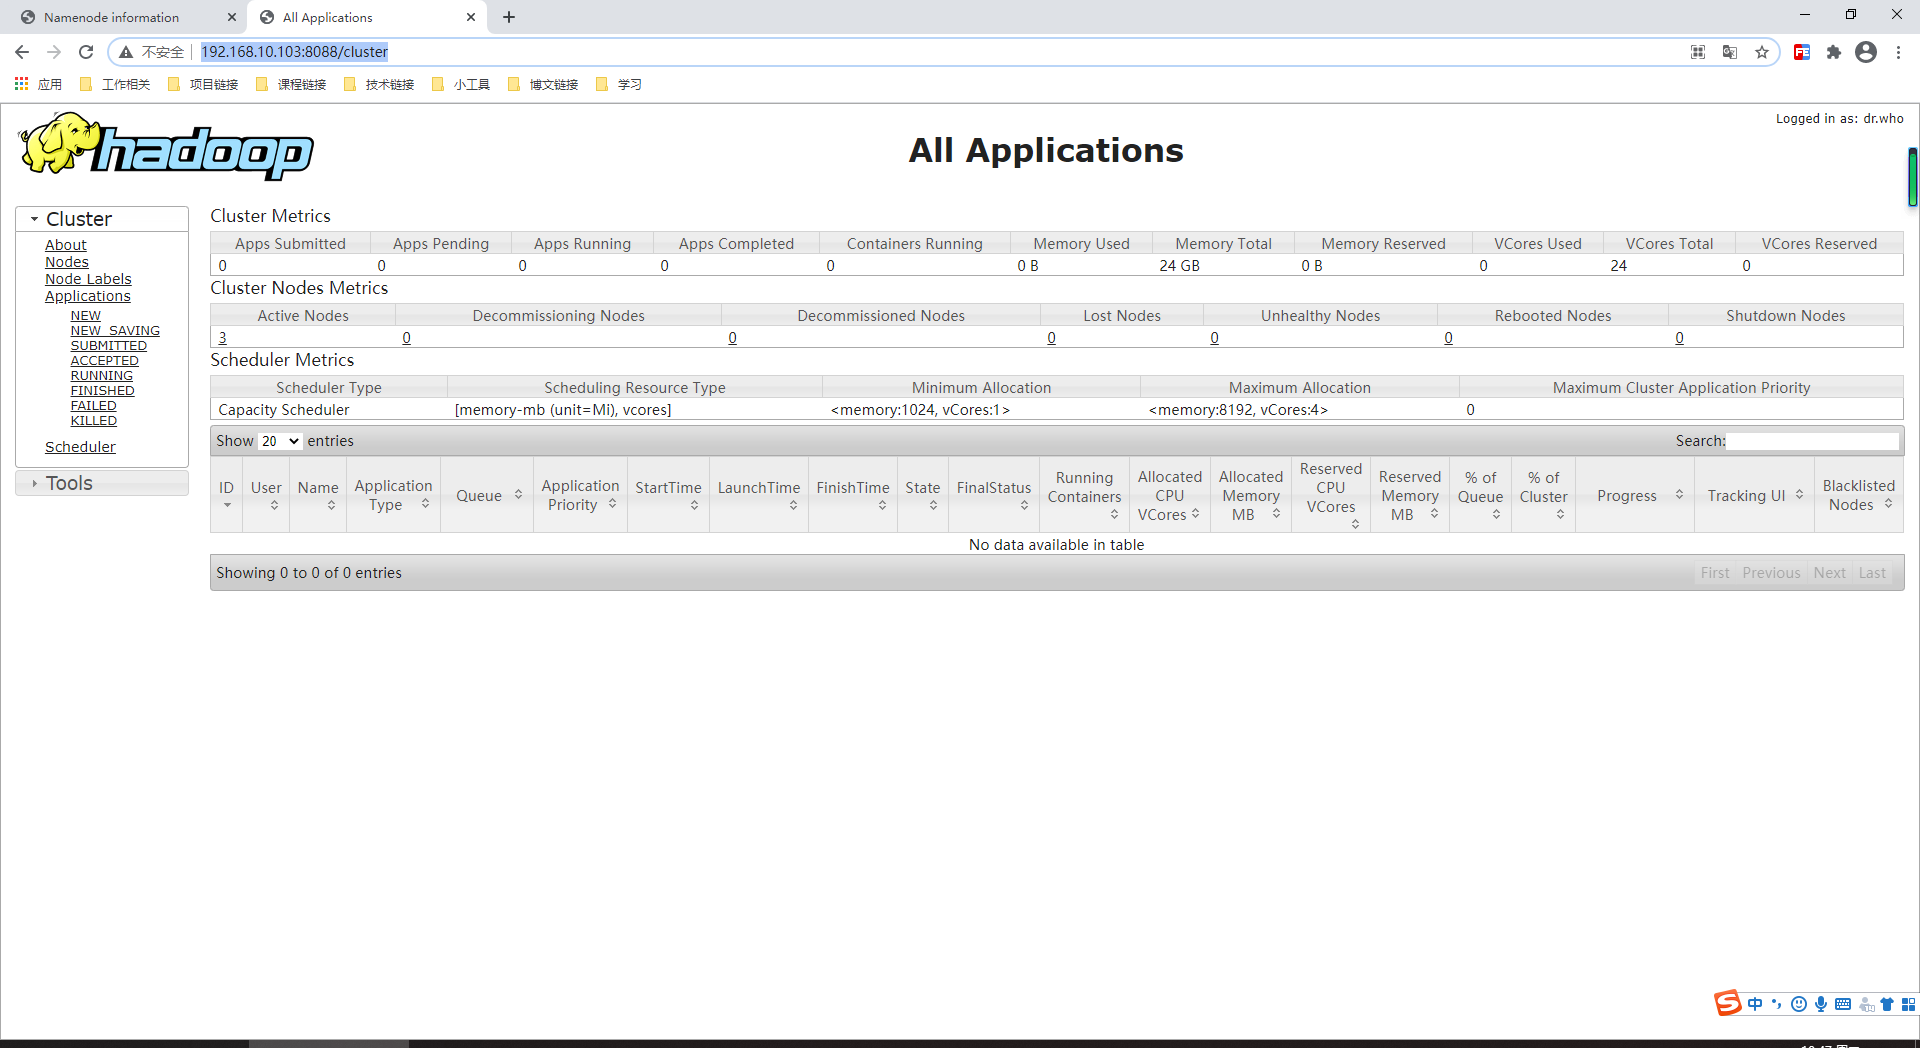 Namenode information
All Applications
不安全 192.168.10.103:8088/cluster
应用 工作相关 项目链接 课程链接 技术链接 小工具 博文链接 学习
hadoop
All Applications
Logged in as: dr.who
Cluster
About
Nodes
Node Labels
Applications
NEW
NEW_SAVING
SUBMITTED
ACCEPTED
RUNNING
FINISHED
FAILED
KILLED
Scheduler
Tools
Cluster Metrics
Apps Submitted Apps Pending Apps Running Apps Completed Containers Running Memory Used Memory Total Memory Reserved VCores Used VCores Total VCores Reserved
0 0 0 0 0 0 B 24 GB 0 B 0 24 0
Cluster Nodes Metrics
Active Nodes Decommissioning Nodes Decommissioned Nodes Lost Nodes Unhealthy Nodes Rebooted Nodes Shutdown Nodes
3 0 0 0 0 0 0
Scheduler Metrics
Scheduler Type Scheduling Resource Type Minimum Allocation Maximum Allocation Maximum Cluster Application Priority
Capacity Scheduler [memory-mb (unit=Mi), vcores] <memory:1024, vCores:1> <memory:8192, vCores:4> 0
Show 20 entries Search:
ID User Name Application Type Queue Application Priority StartTime LaunchTime FinishTime State FinalStatus Running Containers Allocated CPU VCores Allocated Memory MB Reserved CPU VCores Reserved Memory MB % of Queue % of Cluster Progress Tracking UI Blacklisted Nodes
No data available in table
Showing 0 to 0 of 0 entries First Previous Next Last
中